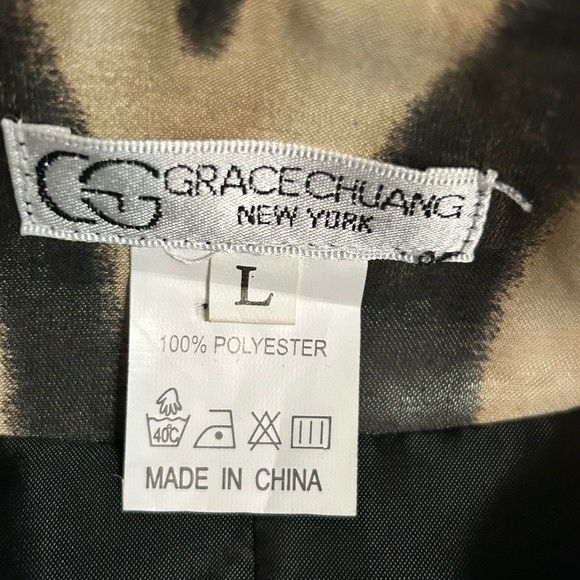 GG GRACECHUANG
NEW YORK
L
100% POLYESTER
40°C
MADE IN CHINA